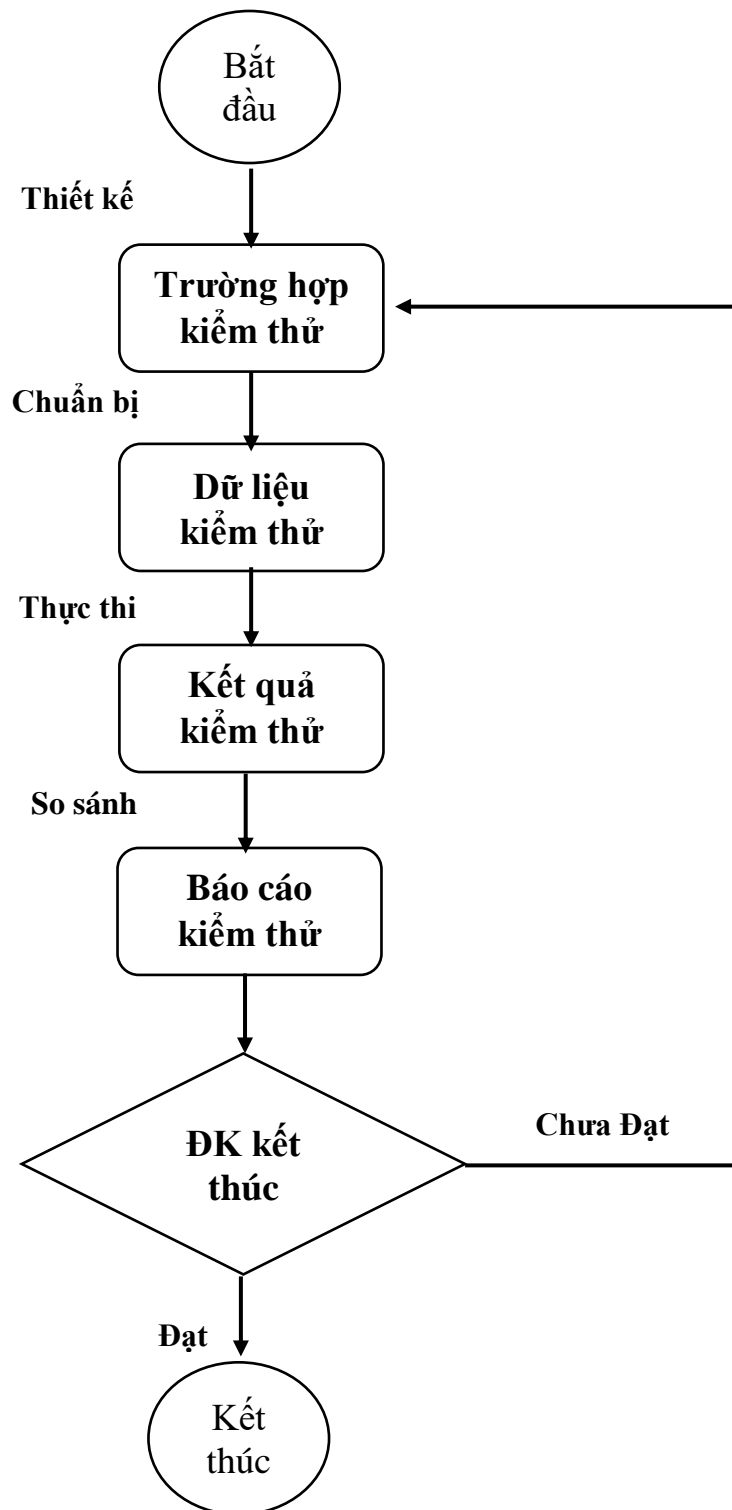 Bắt
đầu
Thiết kế
Trường hợp
kiểm thử
Chuẩn bị
Dữ liệu
kiểm thử
Thực thi
Kết quả
kiểm thử
So sánh
Báo cáo
kiểm thử
ĐK kết
thúc
Chưa Đạt
Đạt
Kết
thúc